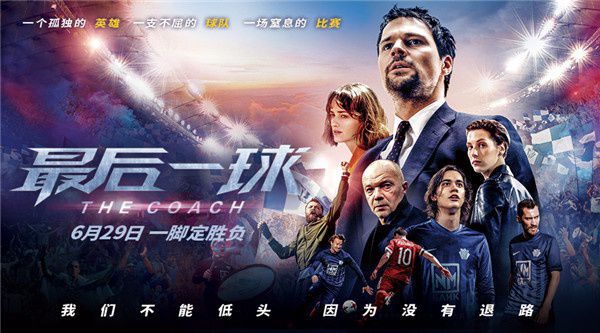 一个孤独的 英雄 一支不屈的 球队 一场窒息的 比赛
最后一球
THE COACH
6月29日 一脚定胜负
10
我们不能低头 因为没有退路